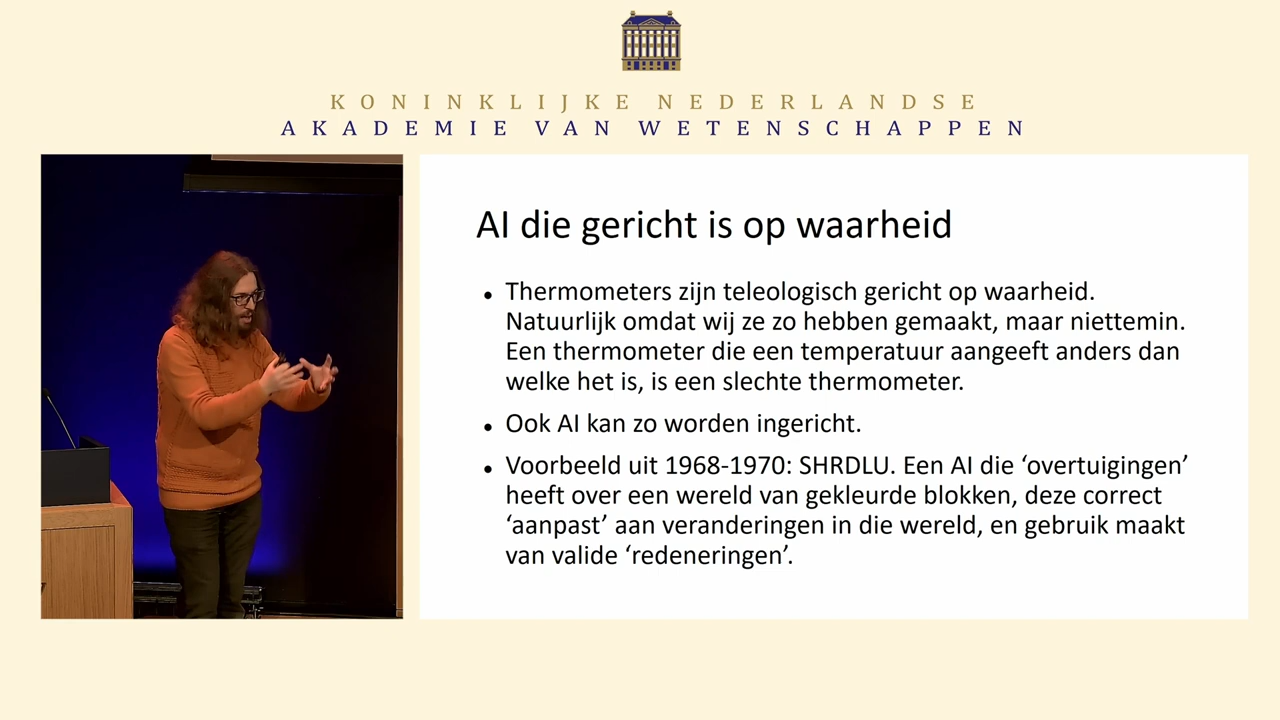 KONINKLIJKE NEDERLANDSE
AKADEMIE VAN WETENSCHAPPEN
AI die gericht is op waarheid
• Thermometers zijn teleologisch gericht op waarheid.
Natuurlijk omdat wij ze zo hebben gemaakt, maar niettemin.
Een thermometer die een temperatuur aangeeft anders dan
welke het is, is een slechte thermometer.
• Ook AI kan zo worden ingericht.
• Voorbeeld uit 1968-1970: SHRDLU. Een AI die ‘overtuigingen’
heeft over een wereld van gekleurde blokken, deze correct
‘aanpast’ aan veranderingen in die wereld, en gebruik maakt
van valide ‘redeneringen’.